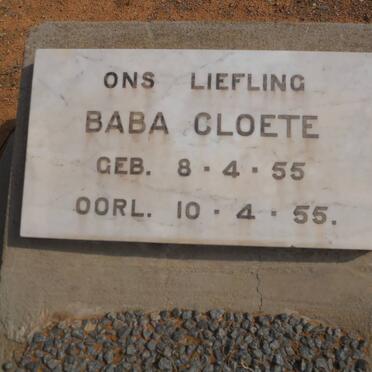 ONS LIEFLING
BABA CLOETE
GEB. 8 · 4 · 55
OORL. 10 · 4 · 55.